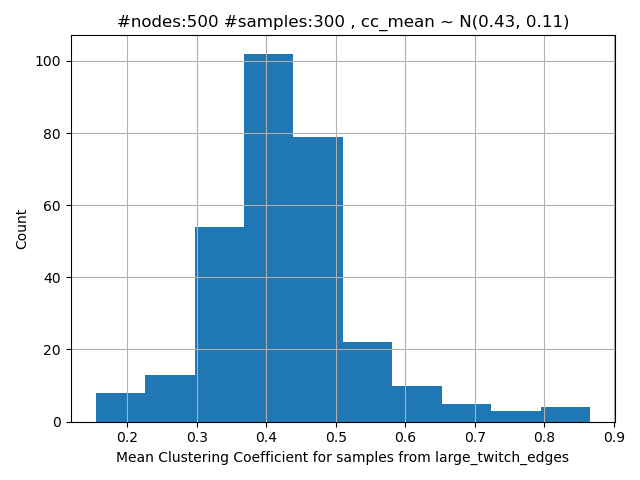 #nodes:500 #samples:300 , cc_mean ~ N(0.43, 0.11)
100
80
60
40
20
0
Count
0.2 0.3 0.4 0.5 0.6 0.7 0.8 0.9
Mean Clustering Coefficient for samples from large_twitch_edges